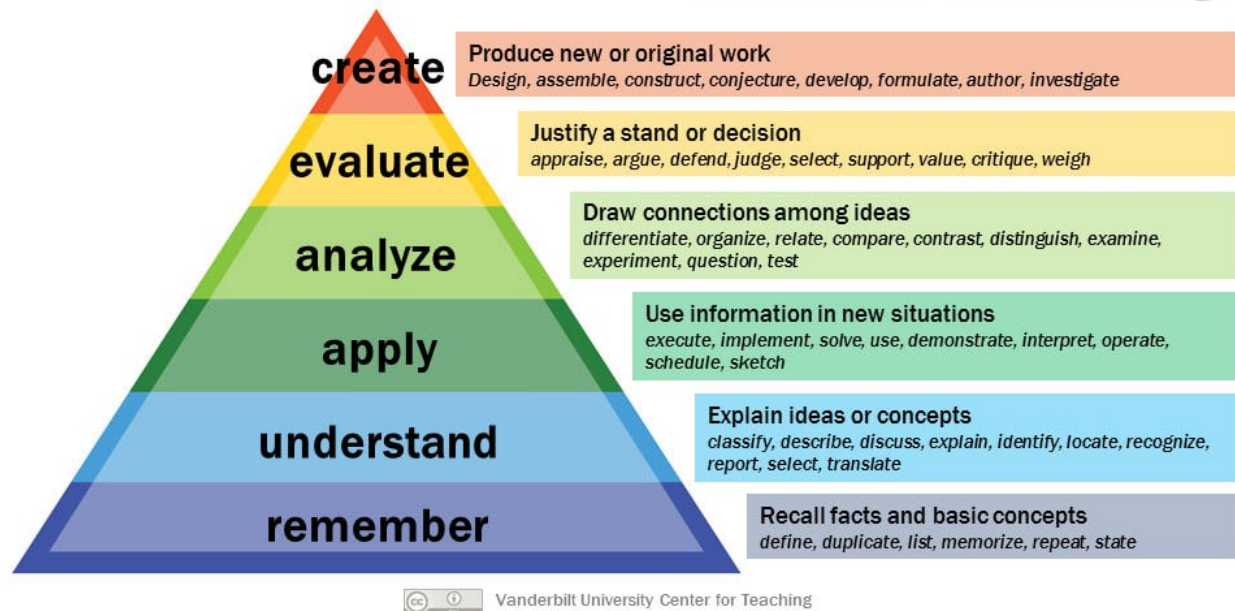 create
Produce new or original work
Design, assemble, construct, conjecture, develop, formulate, author, investigate
evaluate
Justify a stand or decision
appraise, argue, defend, judge, select, support, value, critique, weigh
analyze
Draw connections among ideas
differentiate, organize, relate, compare, contrast, distinguish, examine,
experiment, question, test
apply
Use information in new situations
execute, implement, solve, use, demonstrate, interpret, operate,
schedule, sketch
understand
Explain ideas or concepts
classify, describe, discuss, explain, identify, locate, recognize,
report, select, translate
remember
Recall facts and basic concepts
define, duplicate, list, memorize, repeat, state
cc Vanderbilt University Center for Teaching